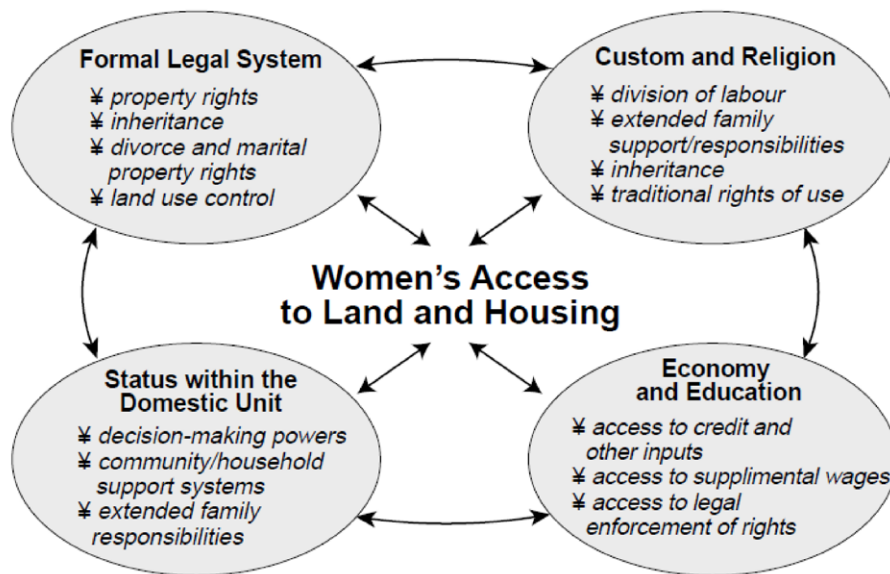 Formal Legal System
¥ property rights
¥ inheritance
¥ divorce and marital
property rights
¥ land use control
Custom and Religion
¥ division of labour
¥ extended family
support/responsibilities
¥ inheritance
¥ traditional rights of use
Women’s Access
to Land and Housing
Status within the
Domestic Unit
¥ decision-making powers
¥ community/household
support systems
¥ extended family
responsibilities
Economy
and Education
¥ access to credit and
other inputs
¥ access to supplimental wages
¥ access to legal
enforcement of rights